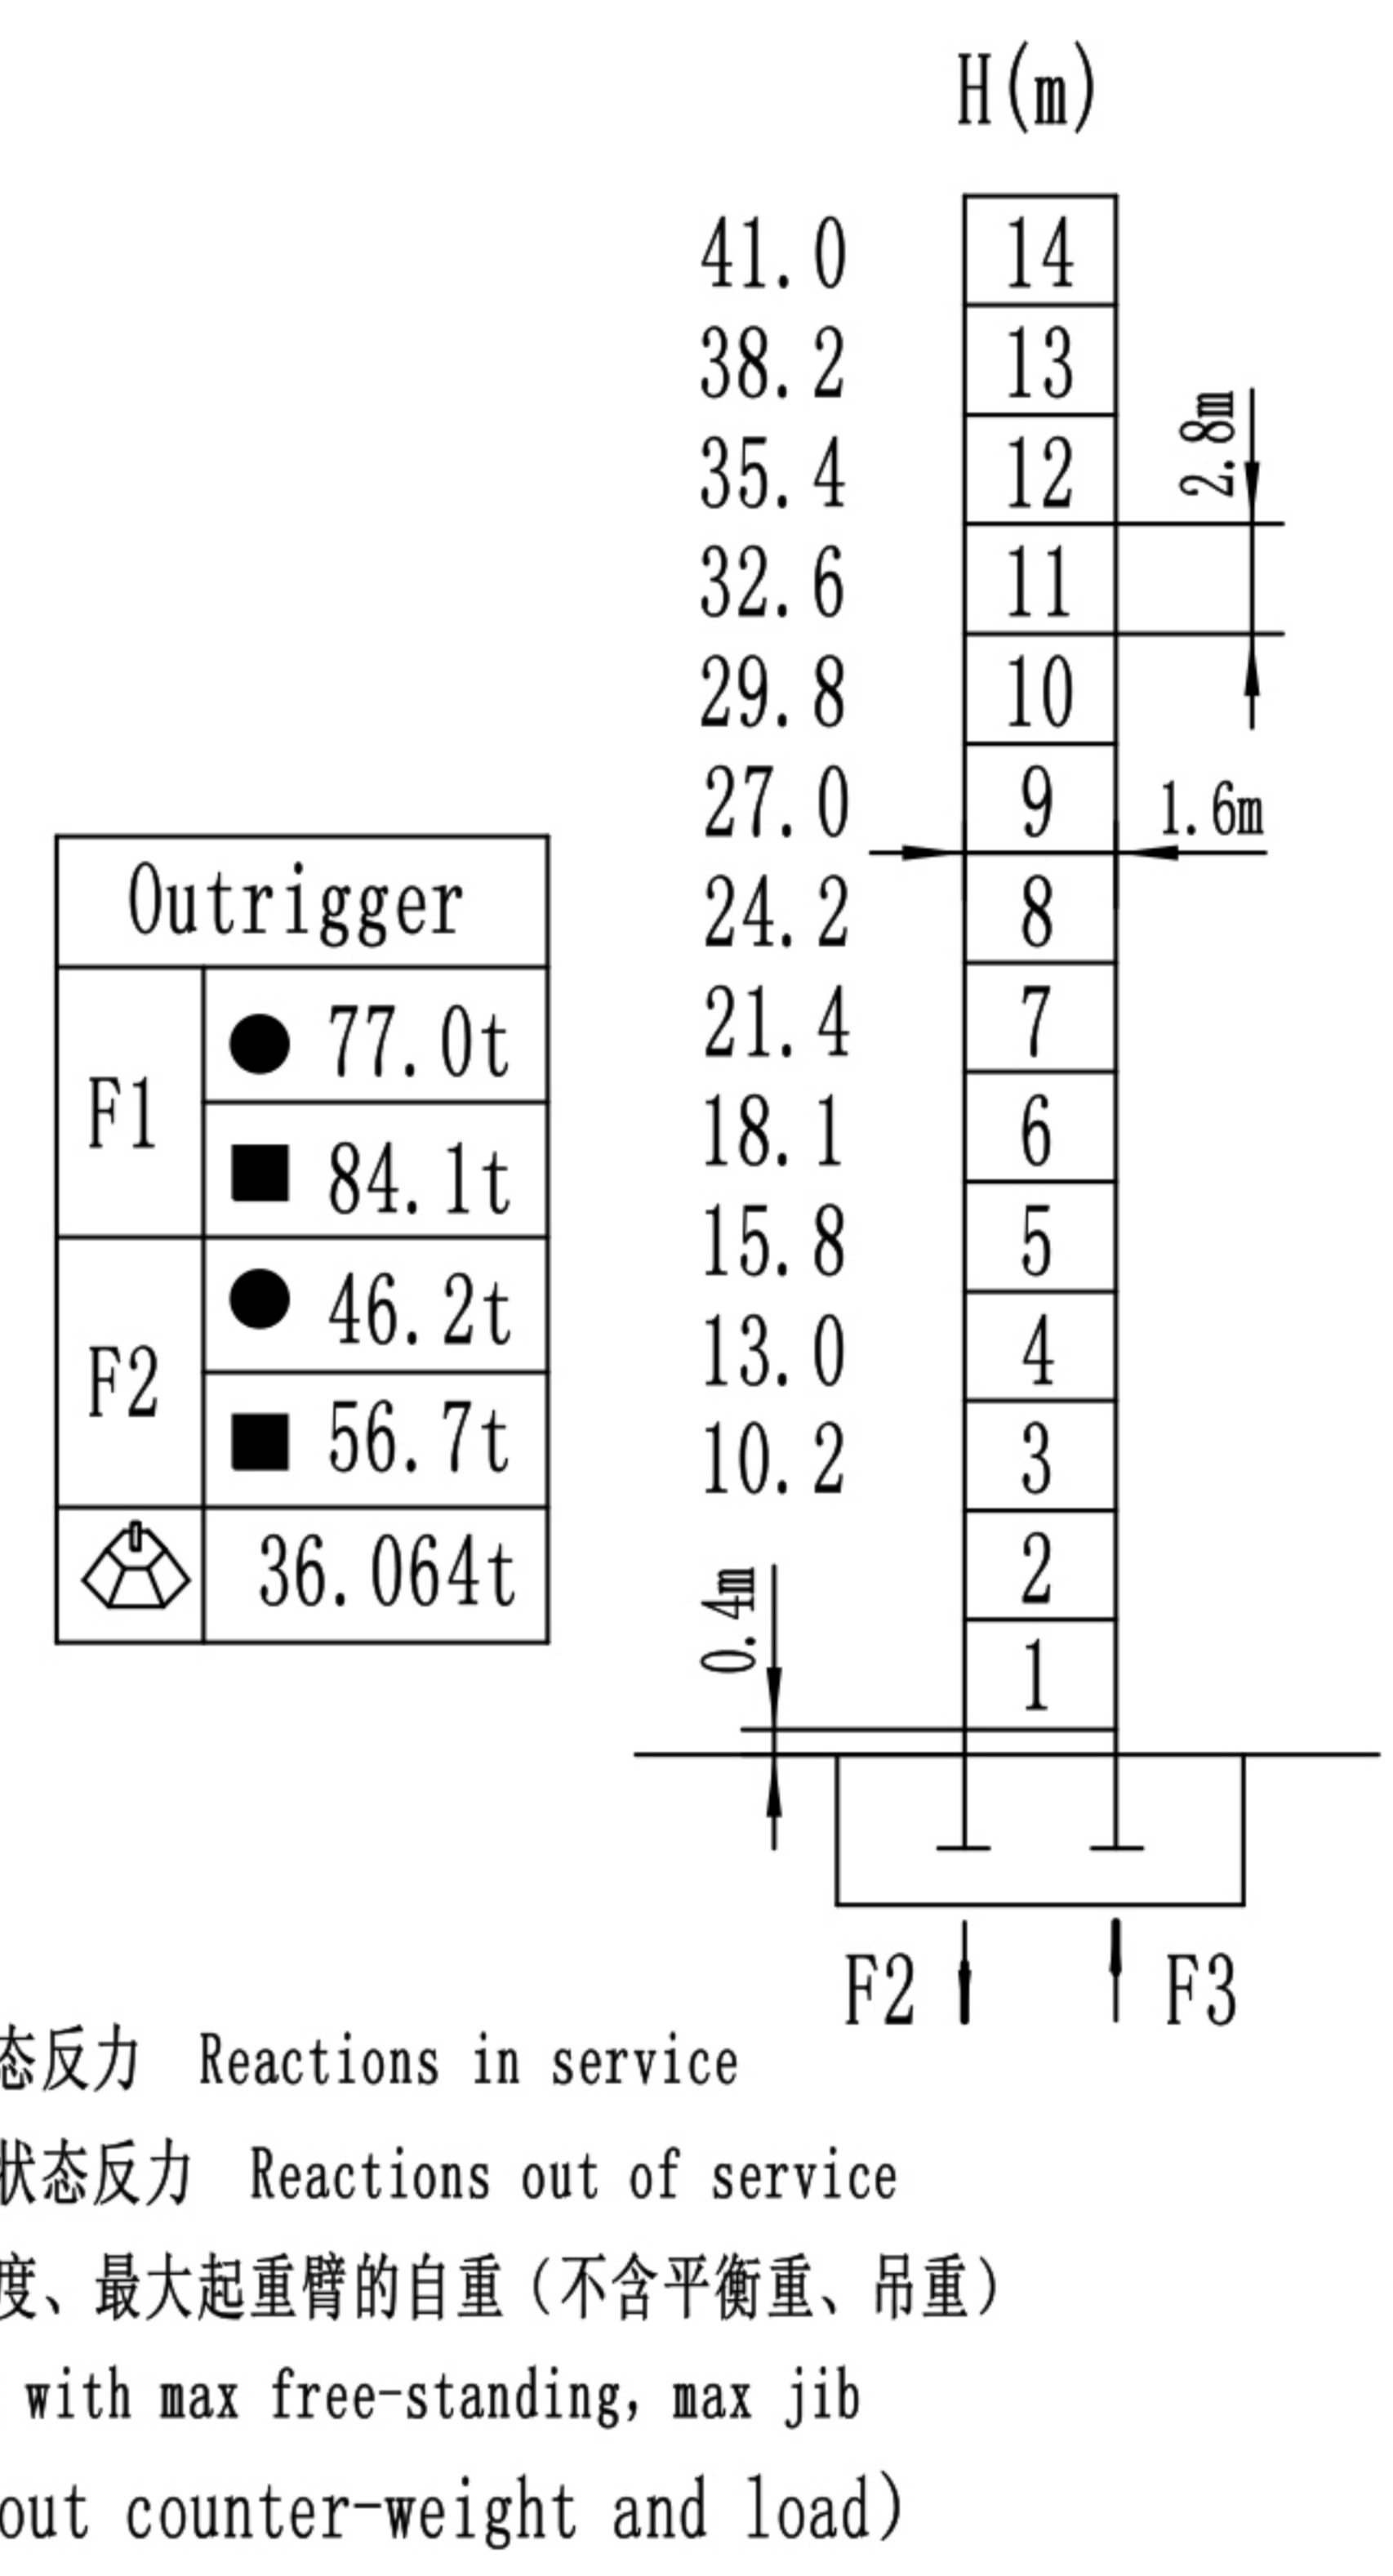 H(m)
41.0 14
38.2 13
35.4 12
2.8m
32.6 11
29.8 10
27.0 9
1.6m
24.2 8
21.4 7
18.1 6
15.8 5
13.0 4
10.2 3
2
1
0.4m
Outrigger
F1
77.0t
84.1t
F2
46.2t
56.7t
36.064t
F2 F3
态反力 Reactions in service
状态反力 Reactions out of service
度、最大起重臂的自重(不含平衡重、吊重)
with max free-standing, max jib
out counter-weight and load)